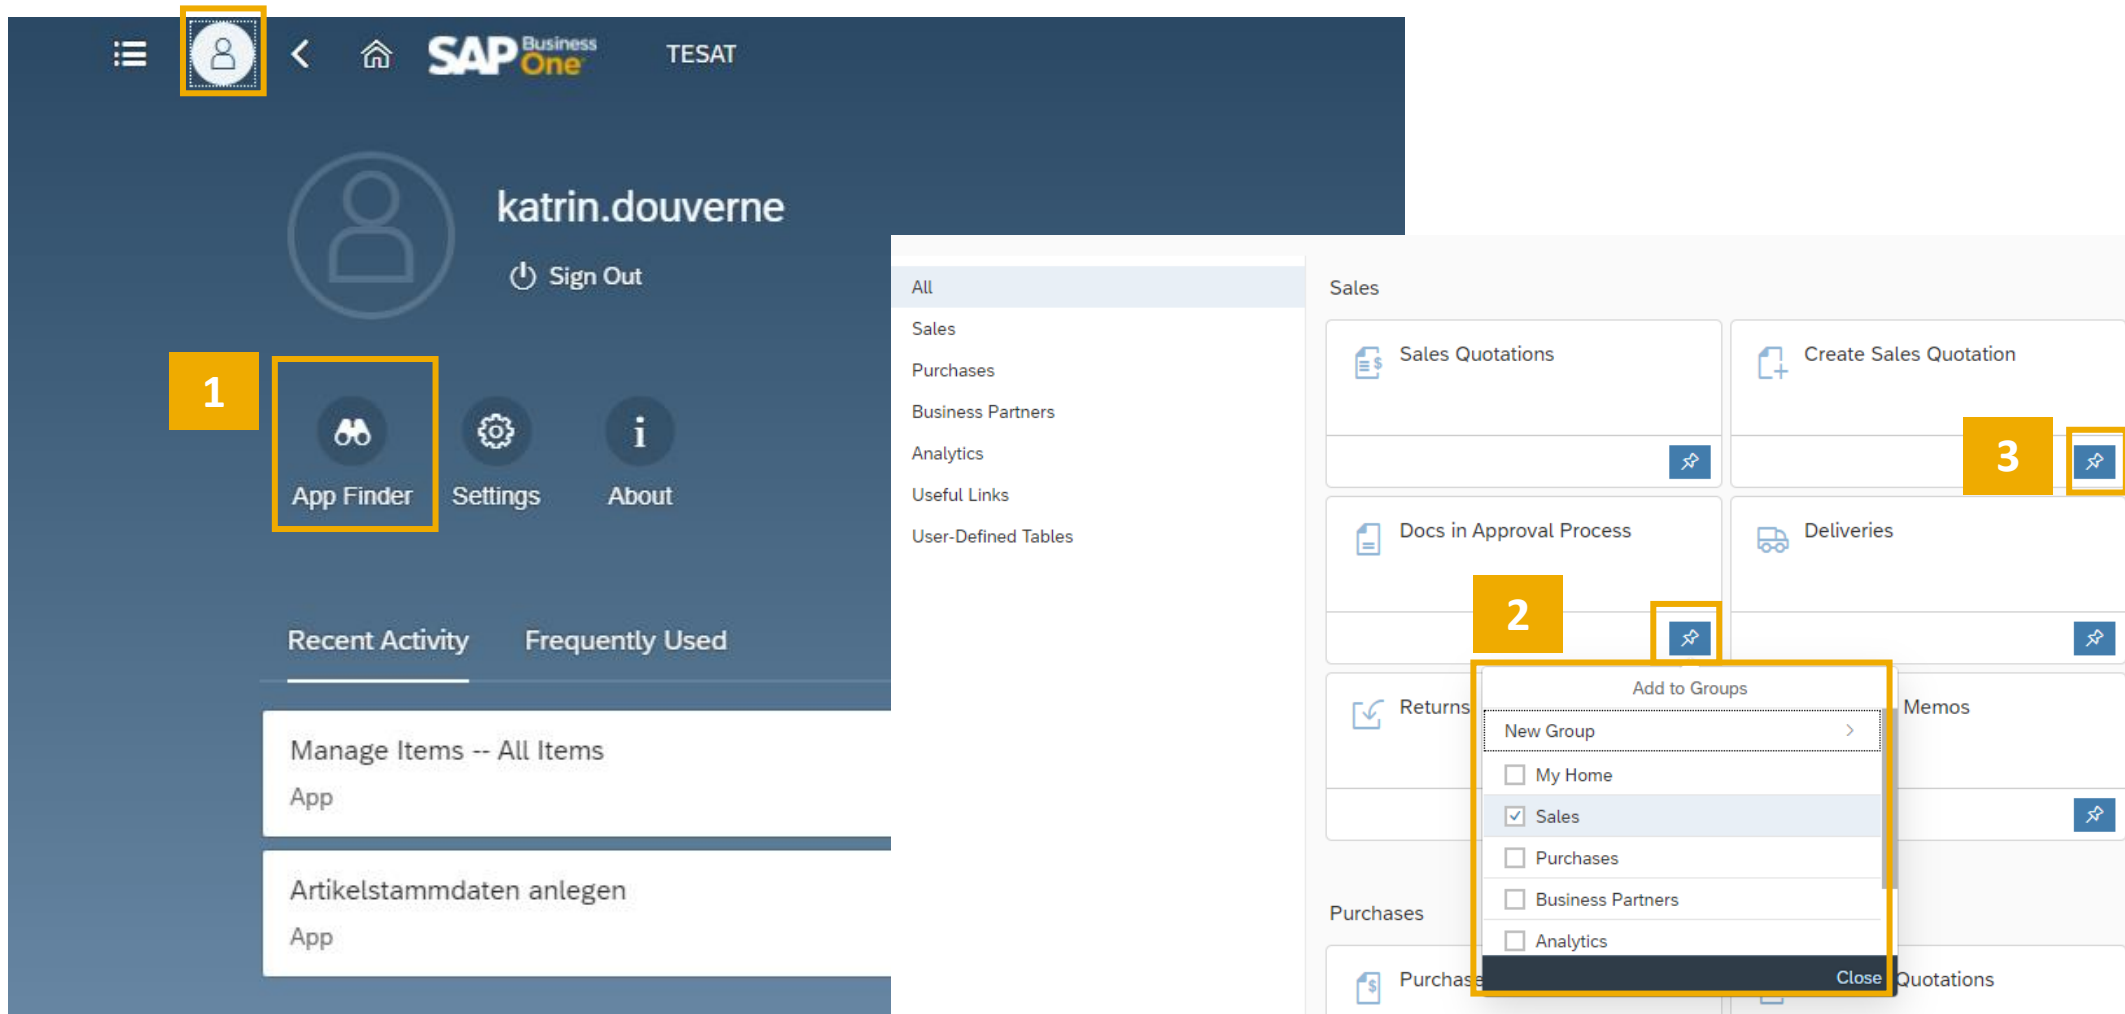 SAP Business One
TESAT
katrin.douverne
Sign Out
1
App Finder
Settings
About
Recent Activity
Frequently Used
Manage Items -- All Items
App
Artikelstammdaten anlegen
App
All
Sales
Purchases
Business Partners
Analytics
Useful Links
User-Defined Tables
Sales
Sales Quotations
Create Sales Quotation
3
Docs in Approval Process
Deliveries
2
Returns
Memos
Add to Groups
New Group
My Home
Sales
Purchases
Business Partners
Analytics
Close
Purchases
Purchase
Quotations